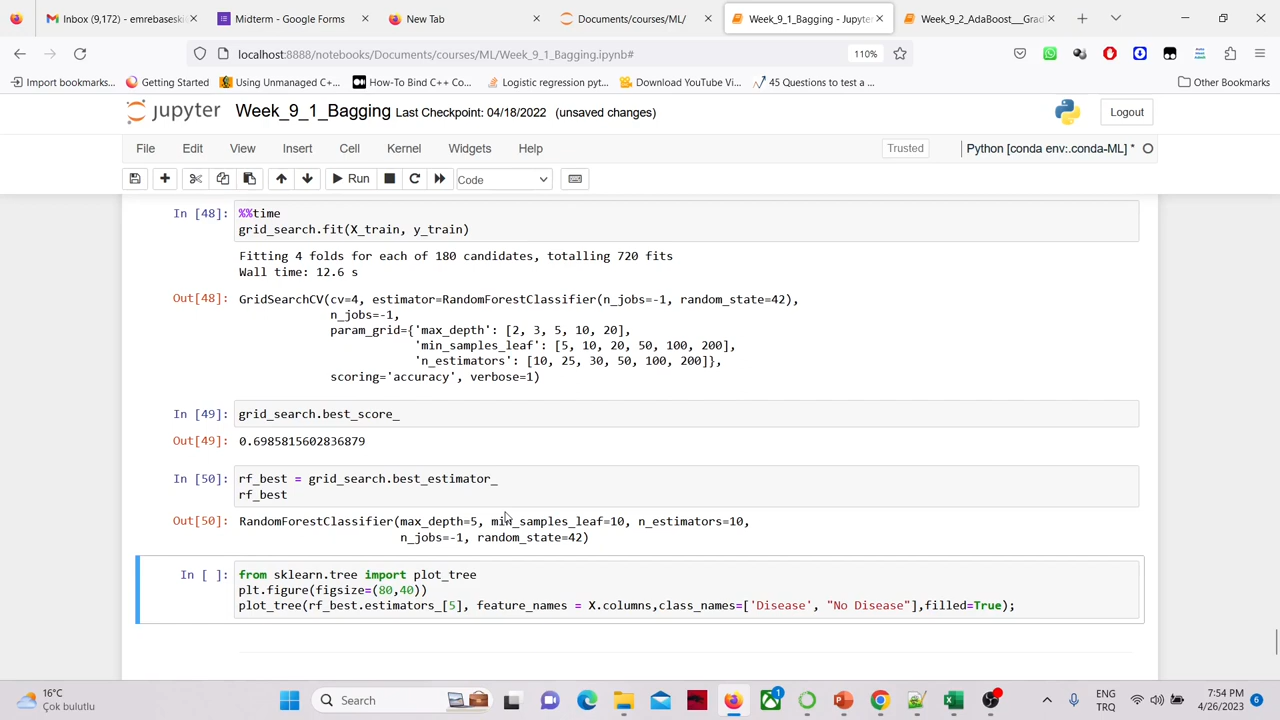 Inbox (9,172) - emrebaseski
Midterm - Google Forms
New Tab
Documents/courses/ML/
Week_9_1_Bagging - Jupyter
Week_9_2_AdaBoost__Grad
localhost:8888/notebooks/Documents/courses/ML/Week_9_1_Bagging.ipynb#
110%
Import bookmarks...
Getting Started
Using Unmanaged C++...
How-To Bind C++ Co...
Logistic regression pyt...
Download YouTube Vi...
45 Questions to test a ...
Other Bookmarks
jupyter Week_9_1_Bagging Last Checkpoint: 04/18/2022 (unsaved changes)
Logout
File Edit View Insert Cell Kernel Widgets Help
Trusted
Python [conda env:.conda-ML] *
Run
Code
In [48]: %%time
grid_search.fit(X_train, y_train)
Fitting 4 folds for each of 180 candidates, totalling 720 fits
Wall time: 12.6 s
Out[48]: GridSearchCV(cv=4, estimator=RandomForestClassifier(n_jobs=-1, random_state=42),
n_jobs=-1,
param_grid={'max_depth': [2, 3, 5, 10, 20],
'min_samples_leaf': [5, 10, 20, 50, 100, 200],
'n_estimators': [10, 25, 30, 50, 100, 200]},
scoring='accuracy', verbose=1)
In [49]: grid_search.best_score_
Out[49]: 0.6985815602836879
In [50]: rf_best = grid_search.best_estimator_
rf_best
Out[50]: RandomForestClassifier(max_depth=5, min_samples_leaf=10, n_estimators=10,
n_jobs=-1, random_state=42)
In [ ]: from sklearn.tree import plot_tree
plt.figure(figsize=(80,40))
plot_tree(rf_best.estimators_[5], feature_names = X.columns,class_names=['Disease', "No Disease"],filled=True);
16°C
Çok bulutlu
Search
1
ENG
TRQ
7:54 PM
4/26/2023
6